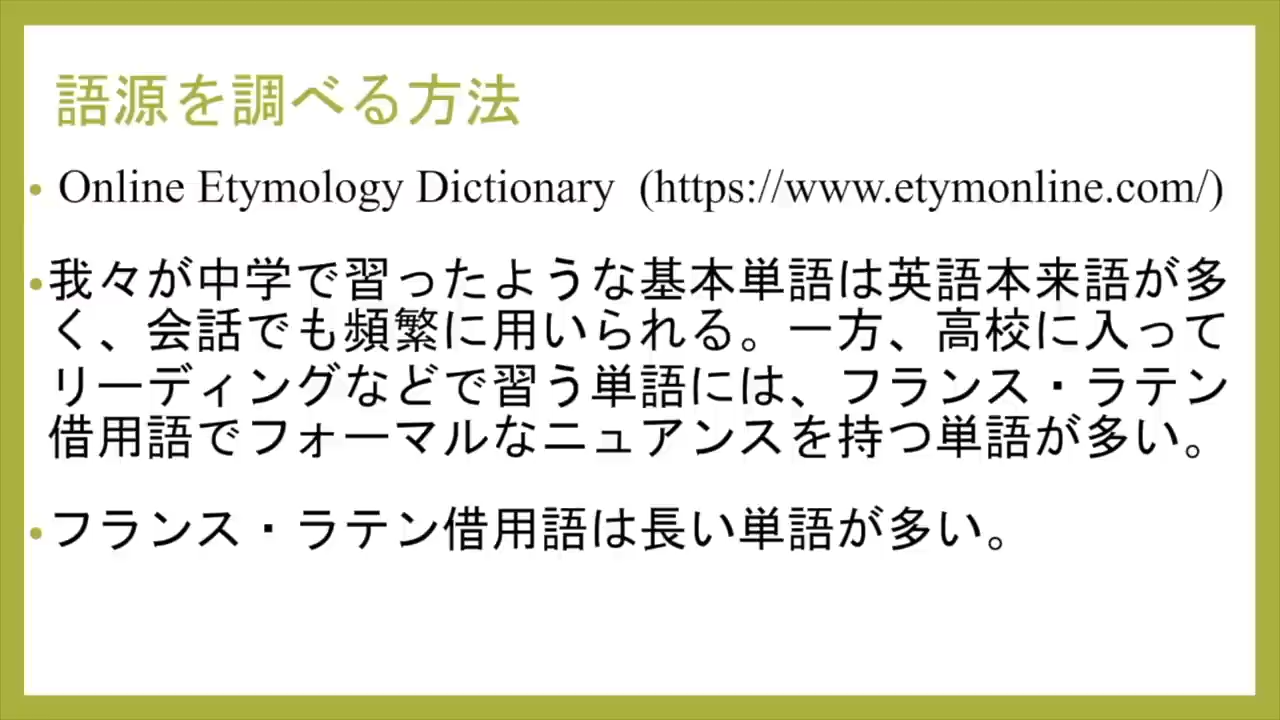 語源を調べる方法
• Online Etymology Dictionary (https://www.etymonline.com/)
•我々が中学で習ったような基本単語は英語本来語が多
く、会話でも頻繁に用いられる。一方、高校に入って
リーディングなどで習う単語には、フランス・ラテン
借用語でフォーマルなニュアンスを持つ単語が多い。
•フランス・ラテン借用語は長い単語が多い。